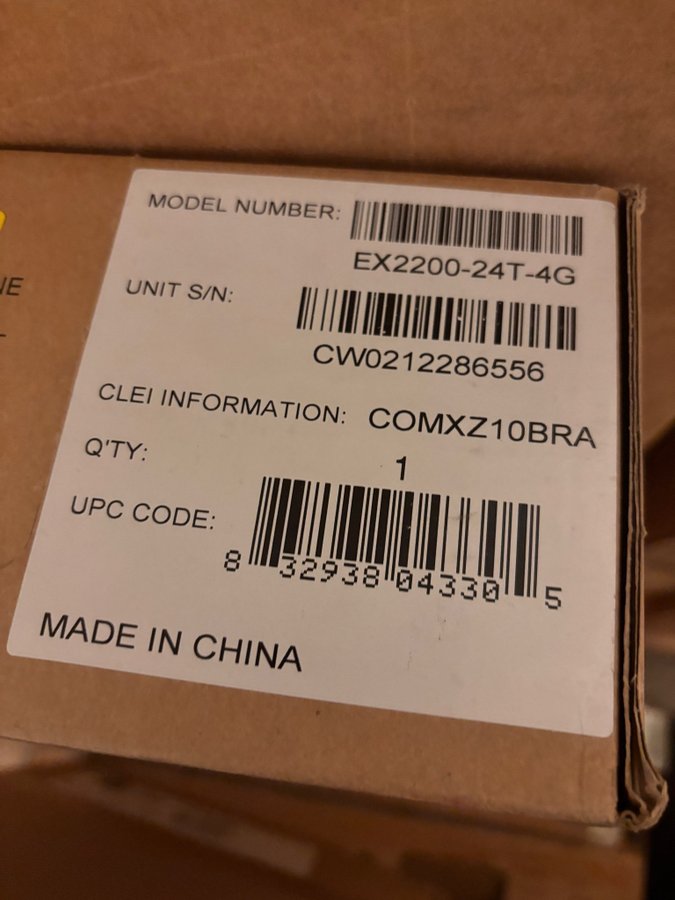 MODEL NUMBER:
EX2200-24T-4G
UNIT S/N:
CW0212286556
CLEI INFORMATION: COMXZ10BRA
Q'TY: 1
UPC CODE:
8 32938 04330 5
MADE IN CHINA